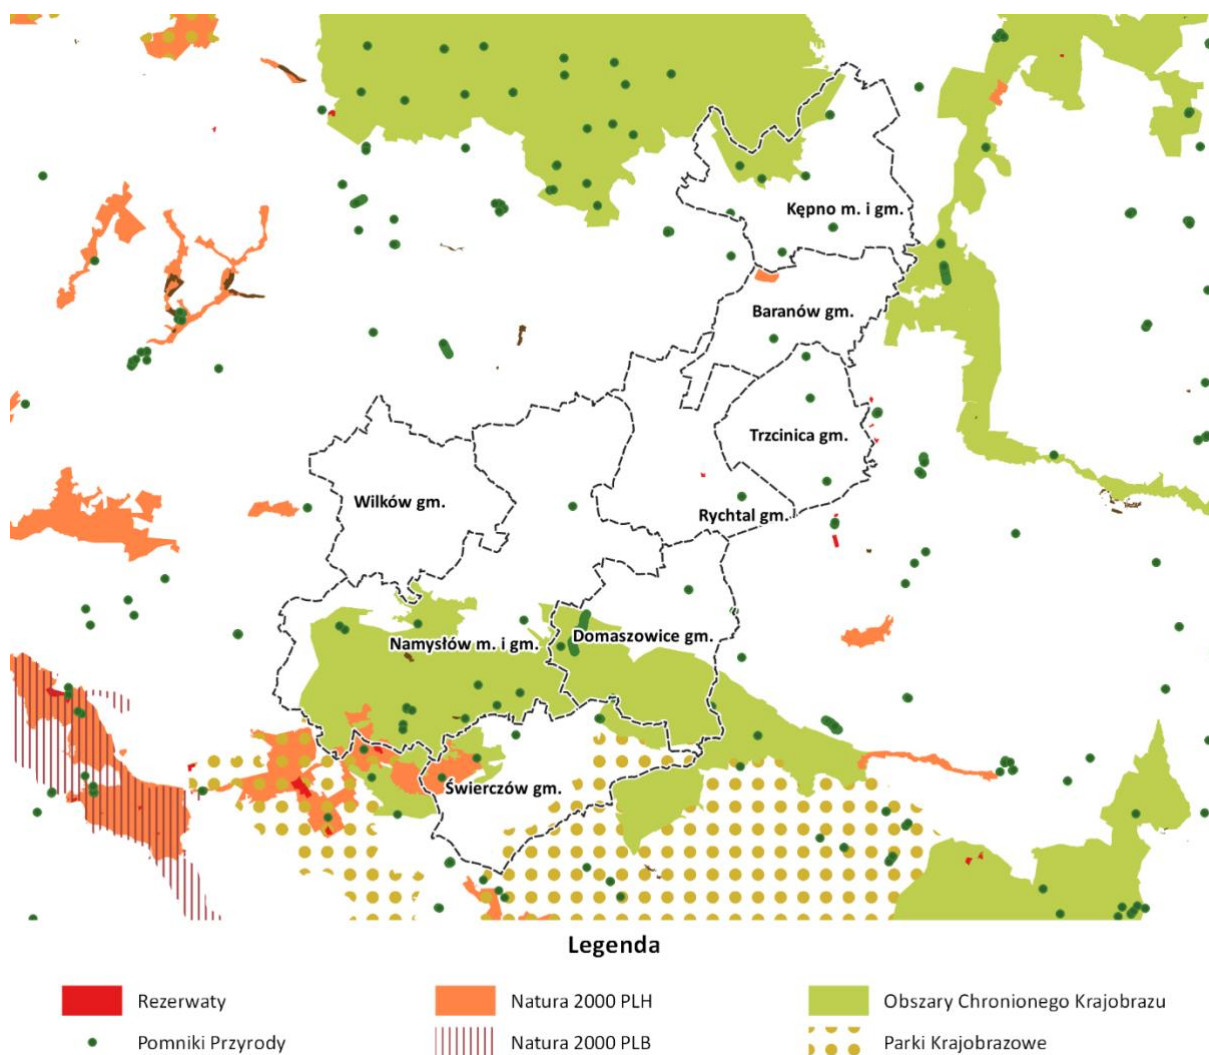 Kępno m. i gm.
Baranów gm.
Trzcinica gm.
Wilków gm.
Rychtal gm.
Namysłów m. i gm.
Domaszowice gm.
Świerczów gm.
Legenda
Rezerwaty
Natura 2000 PLH
Obszary Chronionego Krajobrazu
Pomniki Przyrody
Natura 2000 PLB
Parki Krajobrazowe